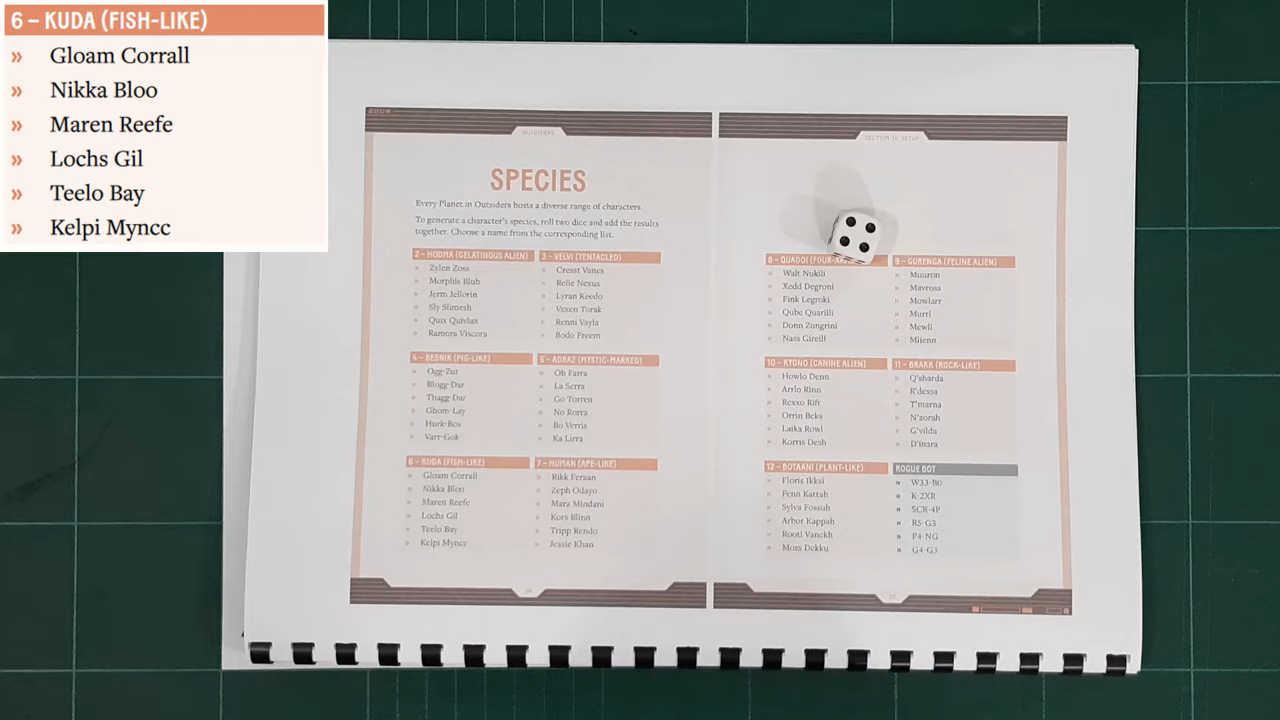 6 – KUDA (FISH-LIKE)
» Gloam Corrall
» Nikka Bloo
» Maren Reefe
» Lochs Gil
» Teelo Bay
» Kelpi Myncc
OUTSIDERS
SPECIES
Every Planet in Outsiders hosts a diverse range of characters.
To generate a character's species, roll two dice and add the results
together. Choose a name from the corresponding list.
2 – HODMA (GELATINOUS ALIEN)
» Zylen Zoss
» Morphis Blub
» Jerm Jellorin
» Sly Slimesh
» Quix Quivlax
» Ramora Viscora
3 – VELVI (TENTACLED)
» Cresst Vanes
» Relle Nexus
» Lyran Keedo
» Vexen Torak
» Renni Vayla
» Bodo Freem
4 – BESNIK (PIG-LIKE)
» Ogg-Zur
» Blogg-Dar
» Thagg-Dar
» Ghom-Lay
» Hurk-Bos
» Varr-Gok
5 – ADRAZ (MYSTIC-MARKED)
» Oh Farra
» La Serra
» Go Torren
» No Rorra
» Bo Verris
» Ka Lirra
6 – KUDA (FISH-LIKE)
» Gloam Corrall
» Nikka Bloo
» Maren Reefe
» Lochs Gil
» Teelo Bay
» Kelpi Myncc
7 – HUMAN (APE-LIKE)
» Rikk Ferzan
» Zeph Odayo
» Mara Mindani
» Kors Blinn
» Tripp Rendo
» Jessie Khan
SECTION 10: SETUP
8 – QUADOI
» Walt Nukili
» Xedd Degroni
» Fink Legroki
» Qube Quarilli
» Donn Zungrini
» Nass Girelli
9 – GURENGA (FELINE ALIEN)
» Muuron
» Mavrosa
» Mowlarr
» Murrl
» Mewll
» Miienn
10 – KYONO (CANINE ALIEN)
» Howlo Denn
» Arrlo Rinn
» Rexxo Rift
» Orrin Beks
» Laika Rowl
» Korris Desh
11 – BRAKK (ROCK-LIKE)
» Q'sharda
» K'dessa
» T'marna
» N'zorah
» G'vilda
» D'inara
12 – BOTAANI (PLANT-LIKE)
» Floris Ikksi
» Fenn Kattah
» Sylva Fossuh
» Arbor Kappah
» Rooti Vanekh
» Moss Dekku
ROGUE BOT
» W33-B0
» K-2XR
» SCR-4P
» R5-G3
» F4-NG
» G4-G3